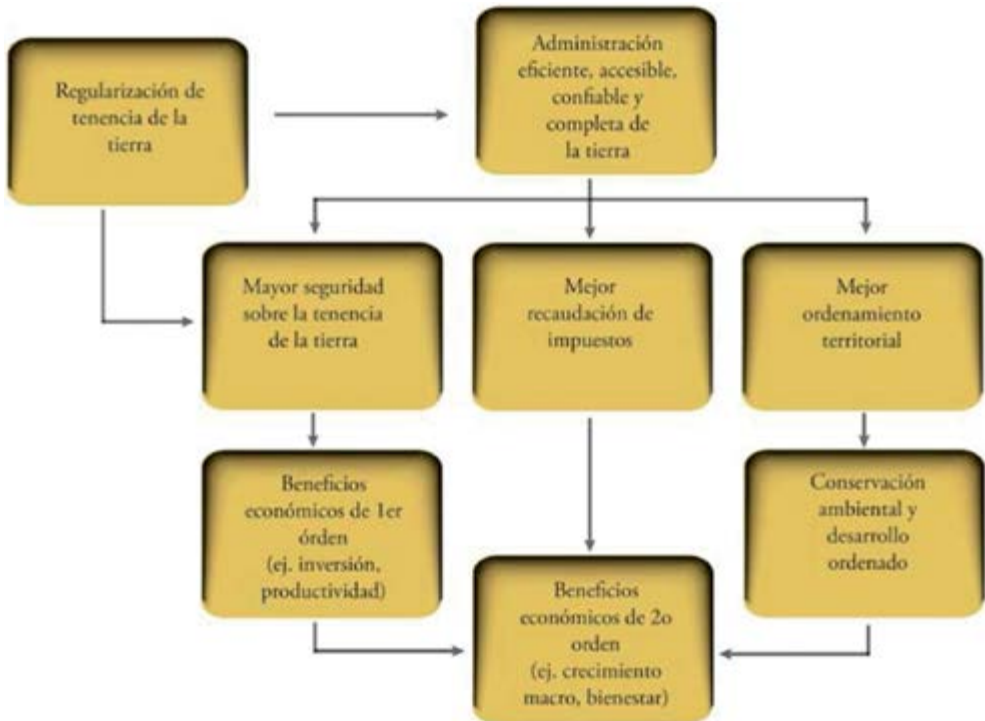 Regularización de
tenencia de la
tierra
Administración
eficiente, accesible,
confiable y
completa de
la tierra
Mayor seguridad
sobre la tenencia
de la tierra
Mejor
recaudación de
impuestos
Mejor
ordenamiento
territorial
Beneficios
económicos de 1er
órden
(ej. inversión,
productividad)
Conservación
ambiental y
desarrollo
ordenado
Beneficios
económicos de 2o
orden
(ej. crecimiento
macro, bienestar)